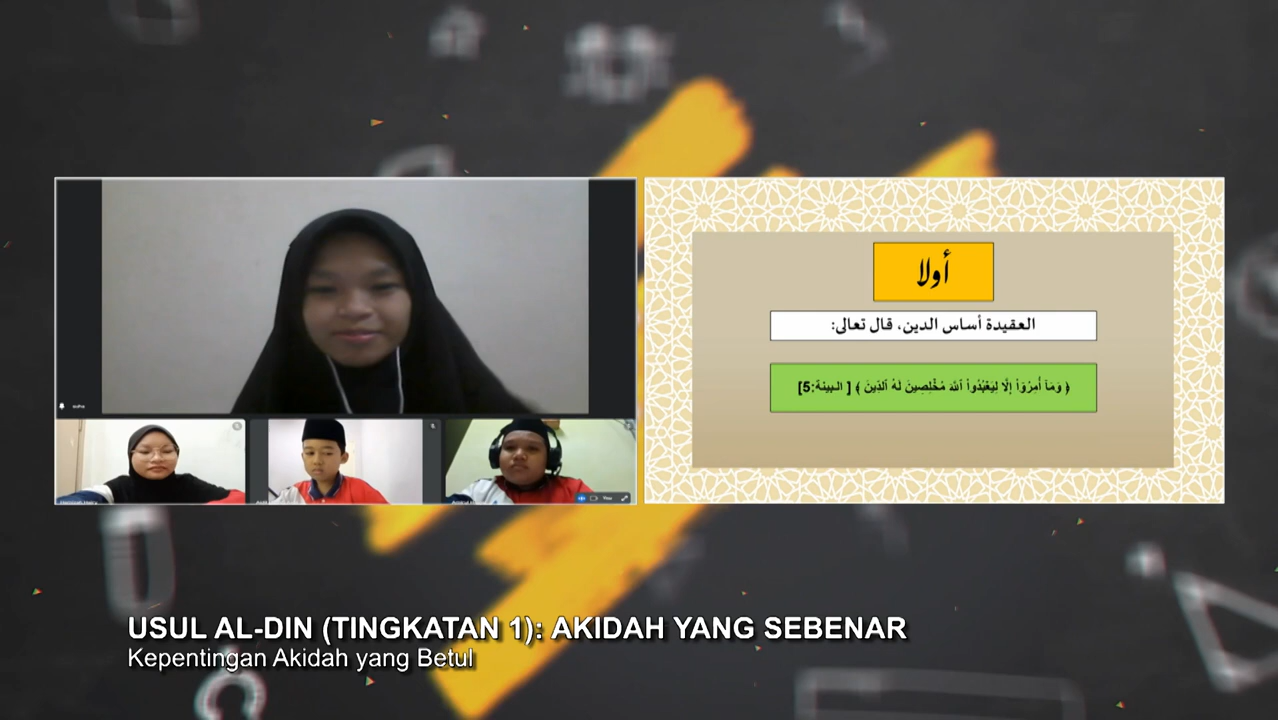 أولا
العقيدة أساس الدين، قال تعالى:
﴿ وَمَآ أُمِرُوٓاْ إِلَّا لِيَعۡبُدُواْ ٱللَّهَ مُخۡلِصِينَ لَهُ ٱلدِّينَ ﴾ [ البينة:5]
You
USUL AL-DIN (TINGKATAN 1): AKIDAH YANG SEBENAR
Kepentingan Akidah yang Betul